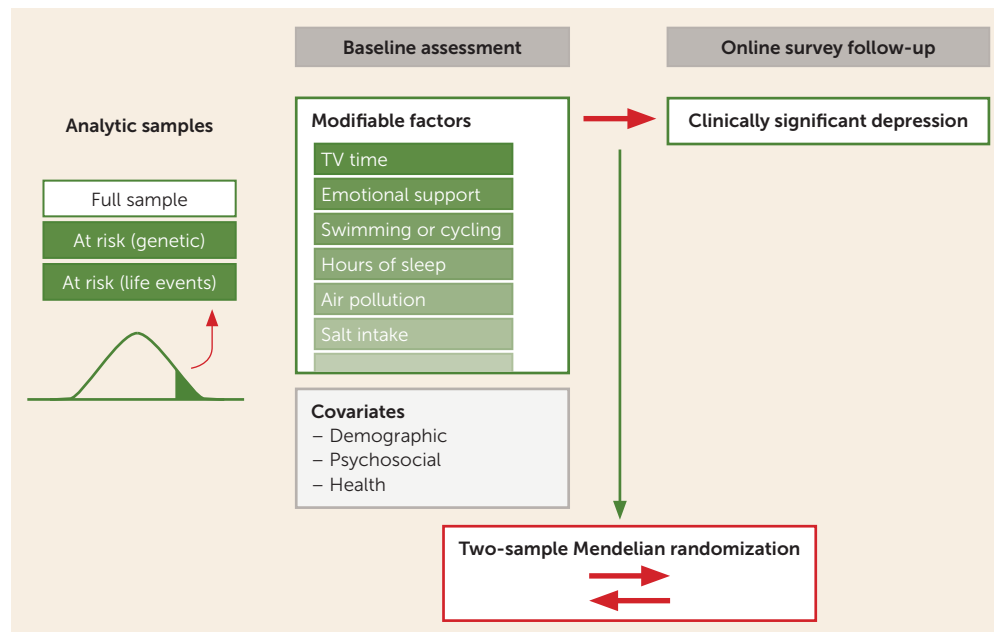 Baseline assessment
Online survey follow-up
Analytic samples
Full sample
At risk (genetic)
At risk (life events)
Modifiable factors
TV time
Emotional support
Swimming or cycling
Hours of sleep
Air pollution
Salt intake
Clinically significant depression
Covariates
– Demographic
– Psychosocial
– Health
Two-sample Mendelian randomization